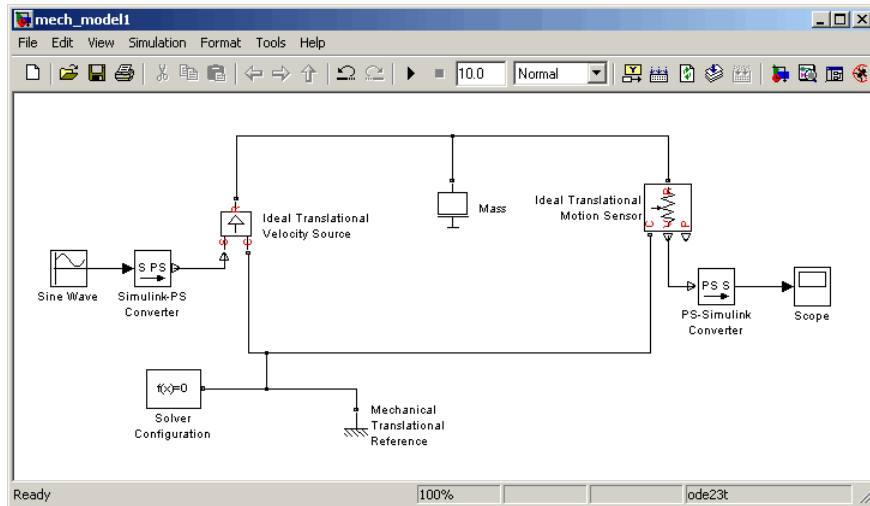 mech_model1
File Edit View Simulation Format Tools Help
10.0 Normal
R
Ideal Translational
Velocity Source
S C
Mass
Ideal Translational
Motion Sensor
R
C V P
Sine Wave
S PS
Simulink-PS
Converter
PS S
PS-Simulink
Converter
Scope
f(x)=0
Solver
Configuration
Mechanical
Translational
Reference
Ready 100% ode23t